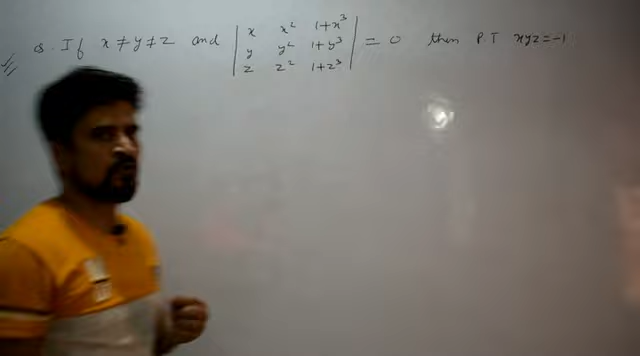 Q. If x ≠ y ≠ z and | x x² 1+x³ | = 0 then P.T xyz = -1
| y y² 1+y³ |
| z z² 1+z³ |